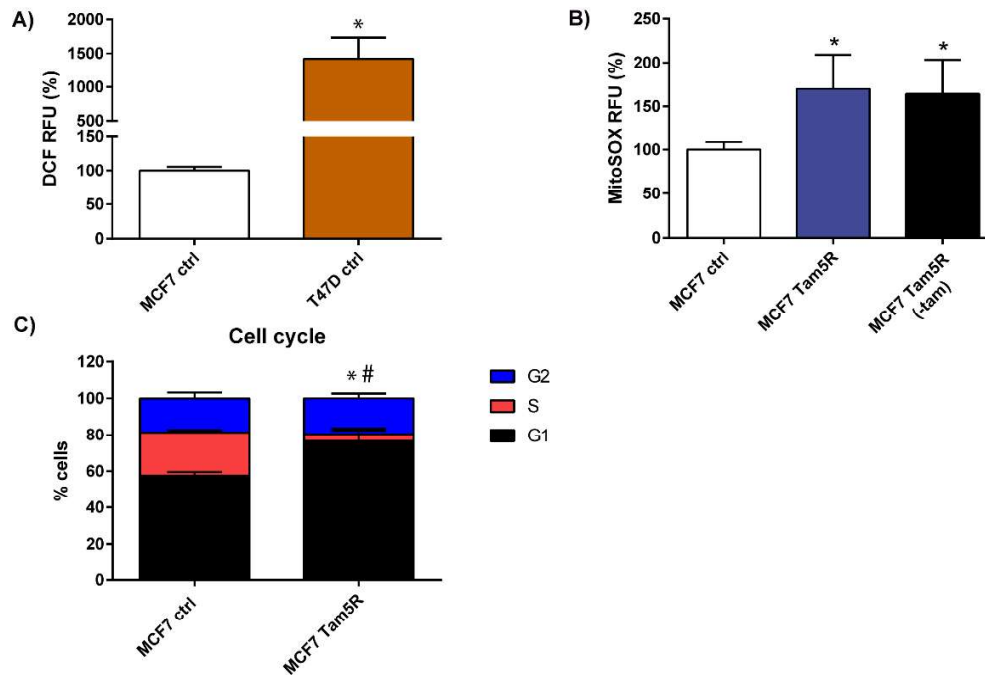 A)
DCF RFU (%)
2000
1500
1000
500
150
100
50
0
*
MCF7 ctrl
T47D ctrl
B)
MitoSOX RFU (%)
250
200
150
100
50
0
*
*
MCF7 ctrl
MCF7 Tam5R
MCF7 Tam5R
(-tam)
C)
Cell cycle
% cells
120
100
80
60
40
20
0
* #
MCF7 ctrl
MCF7 Tam5R
G2
S
G1